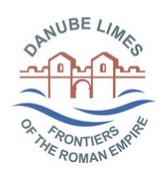 DANUBE LIMES
FRONTIERS
OF THE ROMAN EMPIRE